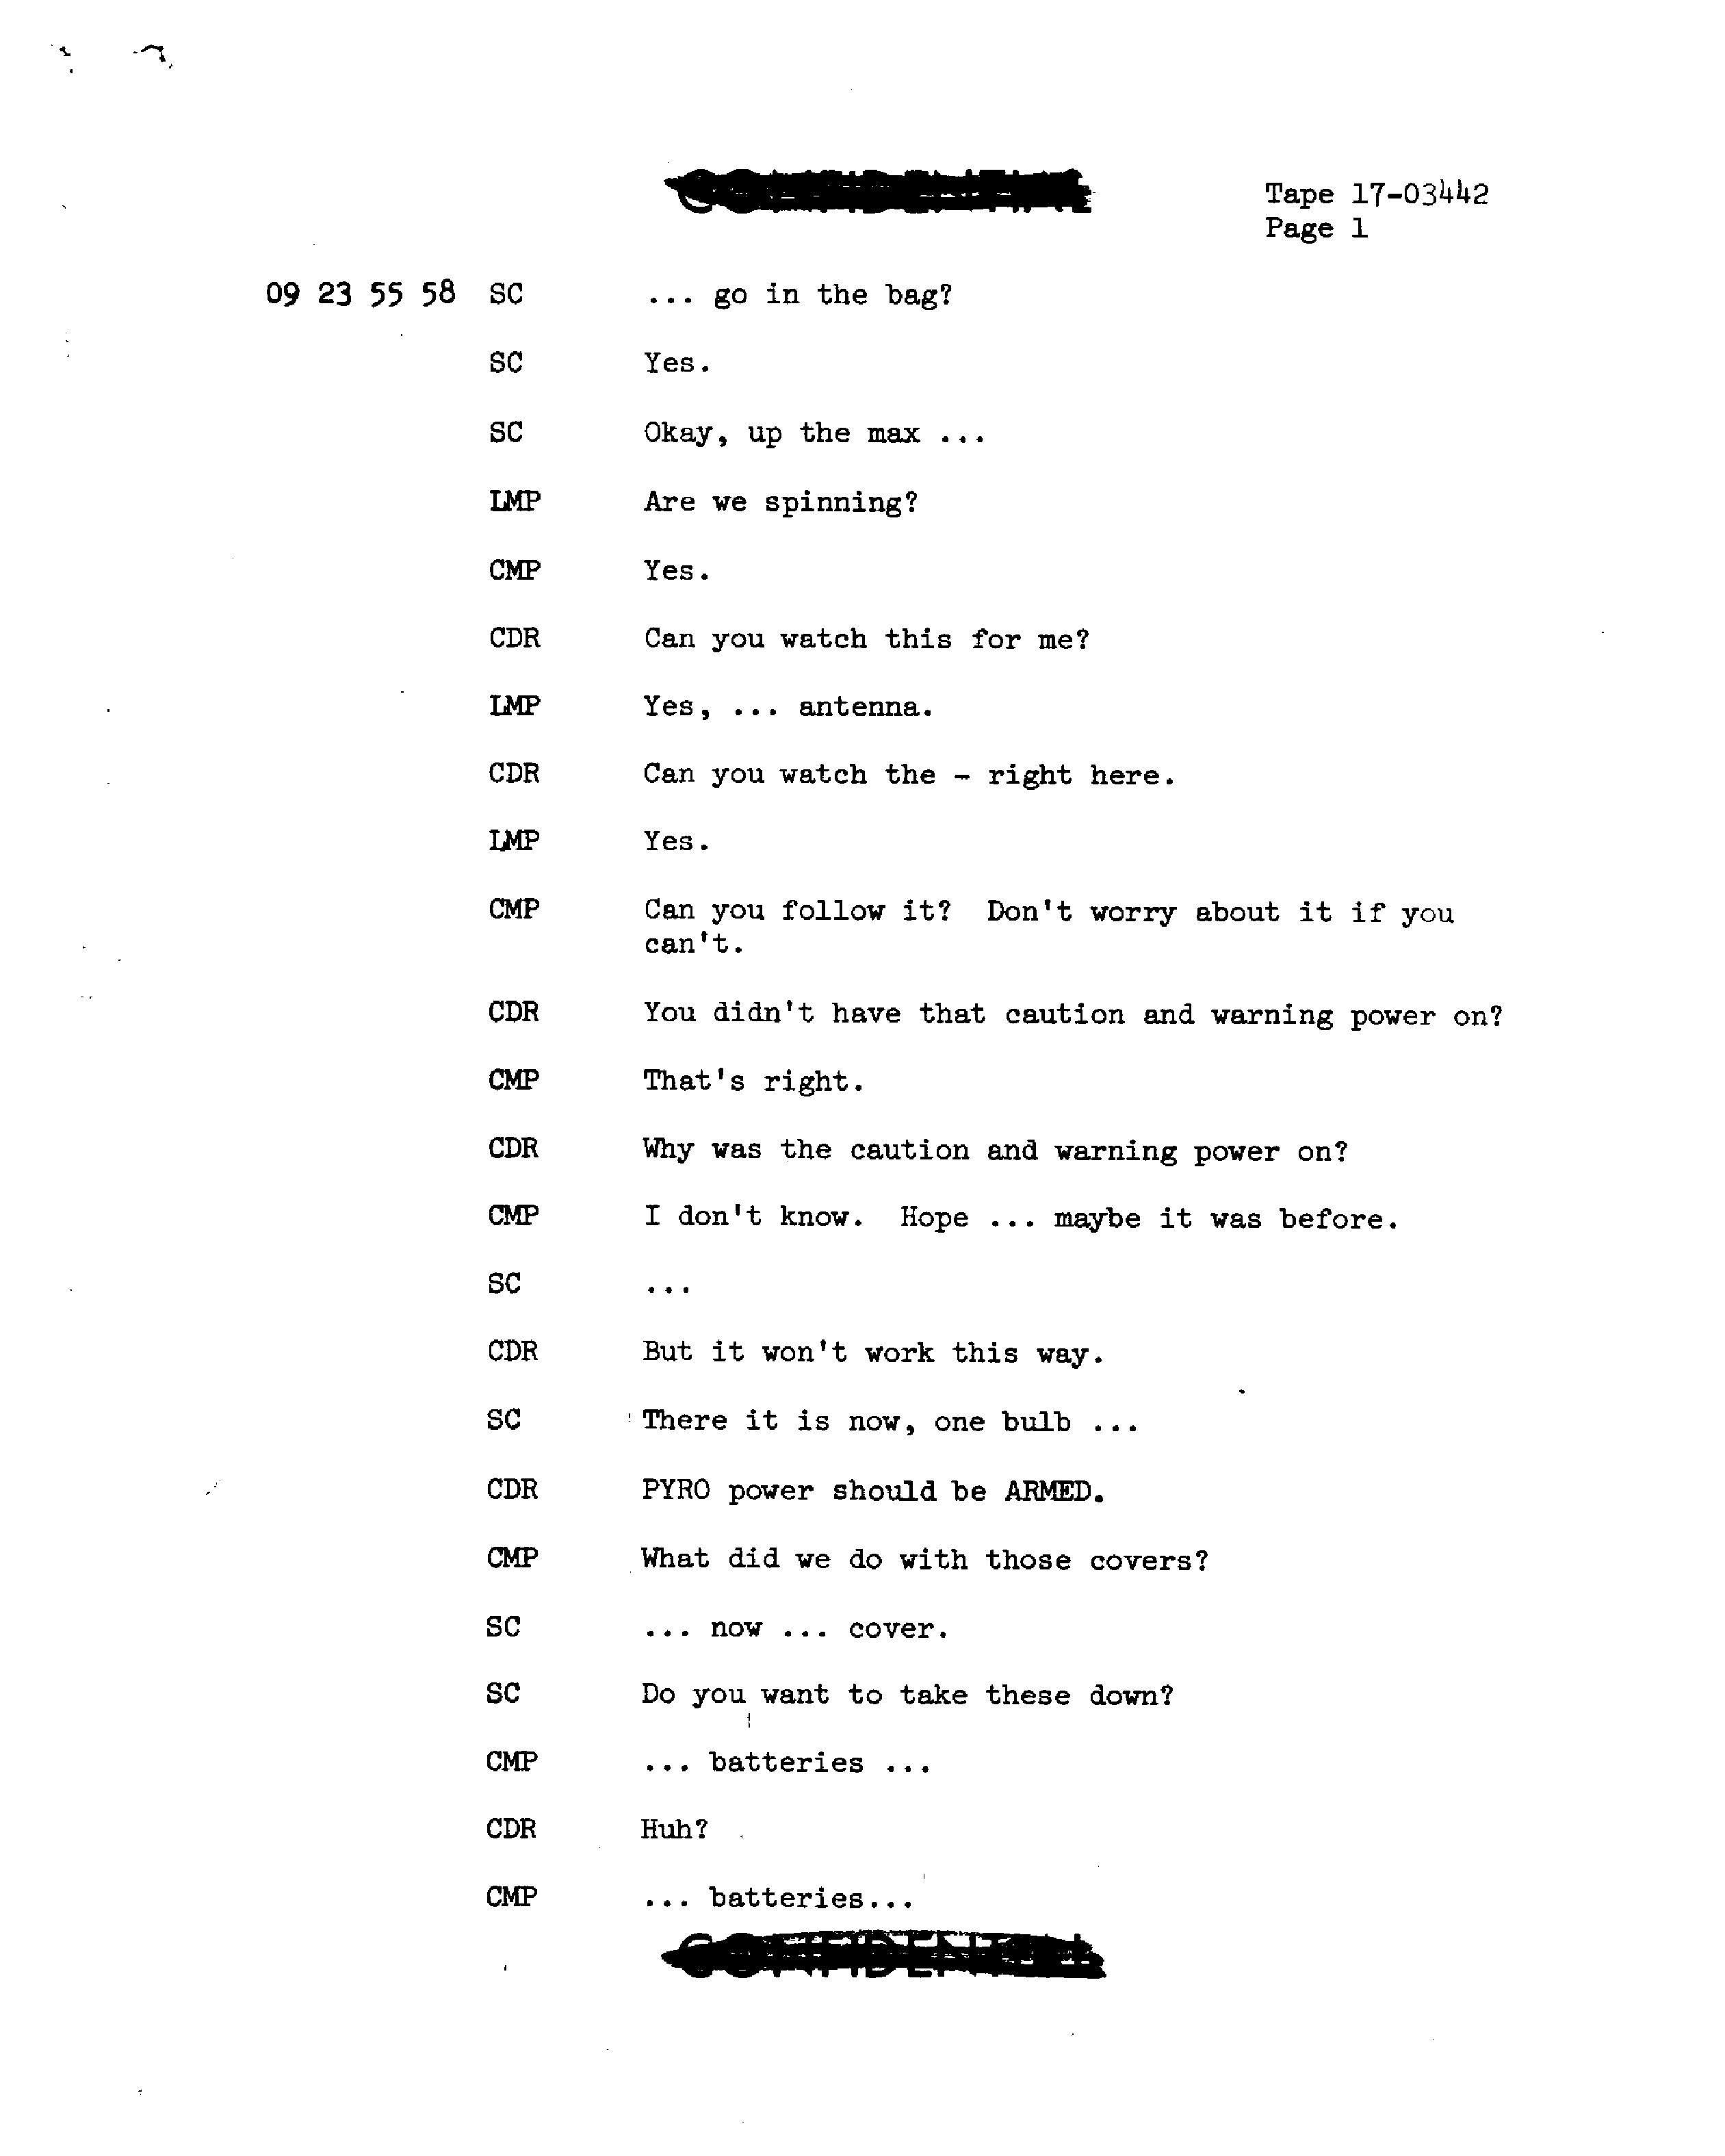 CONFIDENTIAL
Tape 17-03442
Page 1
09 23 55 58 SC ... go in the bag?
SC Yes.
SC Okay, up the max ...
LMP Are we spinning?
CMP Yes.
CDR Can you watch this for me?
LMP Yes, ... antenna.
CDR Can you watch the - right here.
LMP Yes.
CMP Can you follow it? Don't worry about it if you
can't.
CDR You didn't have that caution and warning power on?
CMP That's right.
CDR Why was the caution and warning power on?
CMP I don't know. Hope ... maybe it was before.
SC ...
CDR But it won't work this way.
SC There it is now, one bulb ...
CDR PYRO power should be ARMED.
CMP What did we do with those covers?
SC ... now ... cover.
SC Do you want to take these down?
CMP ... batteries ...
CDR Huh?
CMP ... batteries...
CONFIDENTIAL